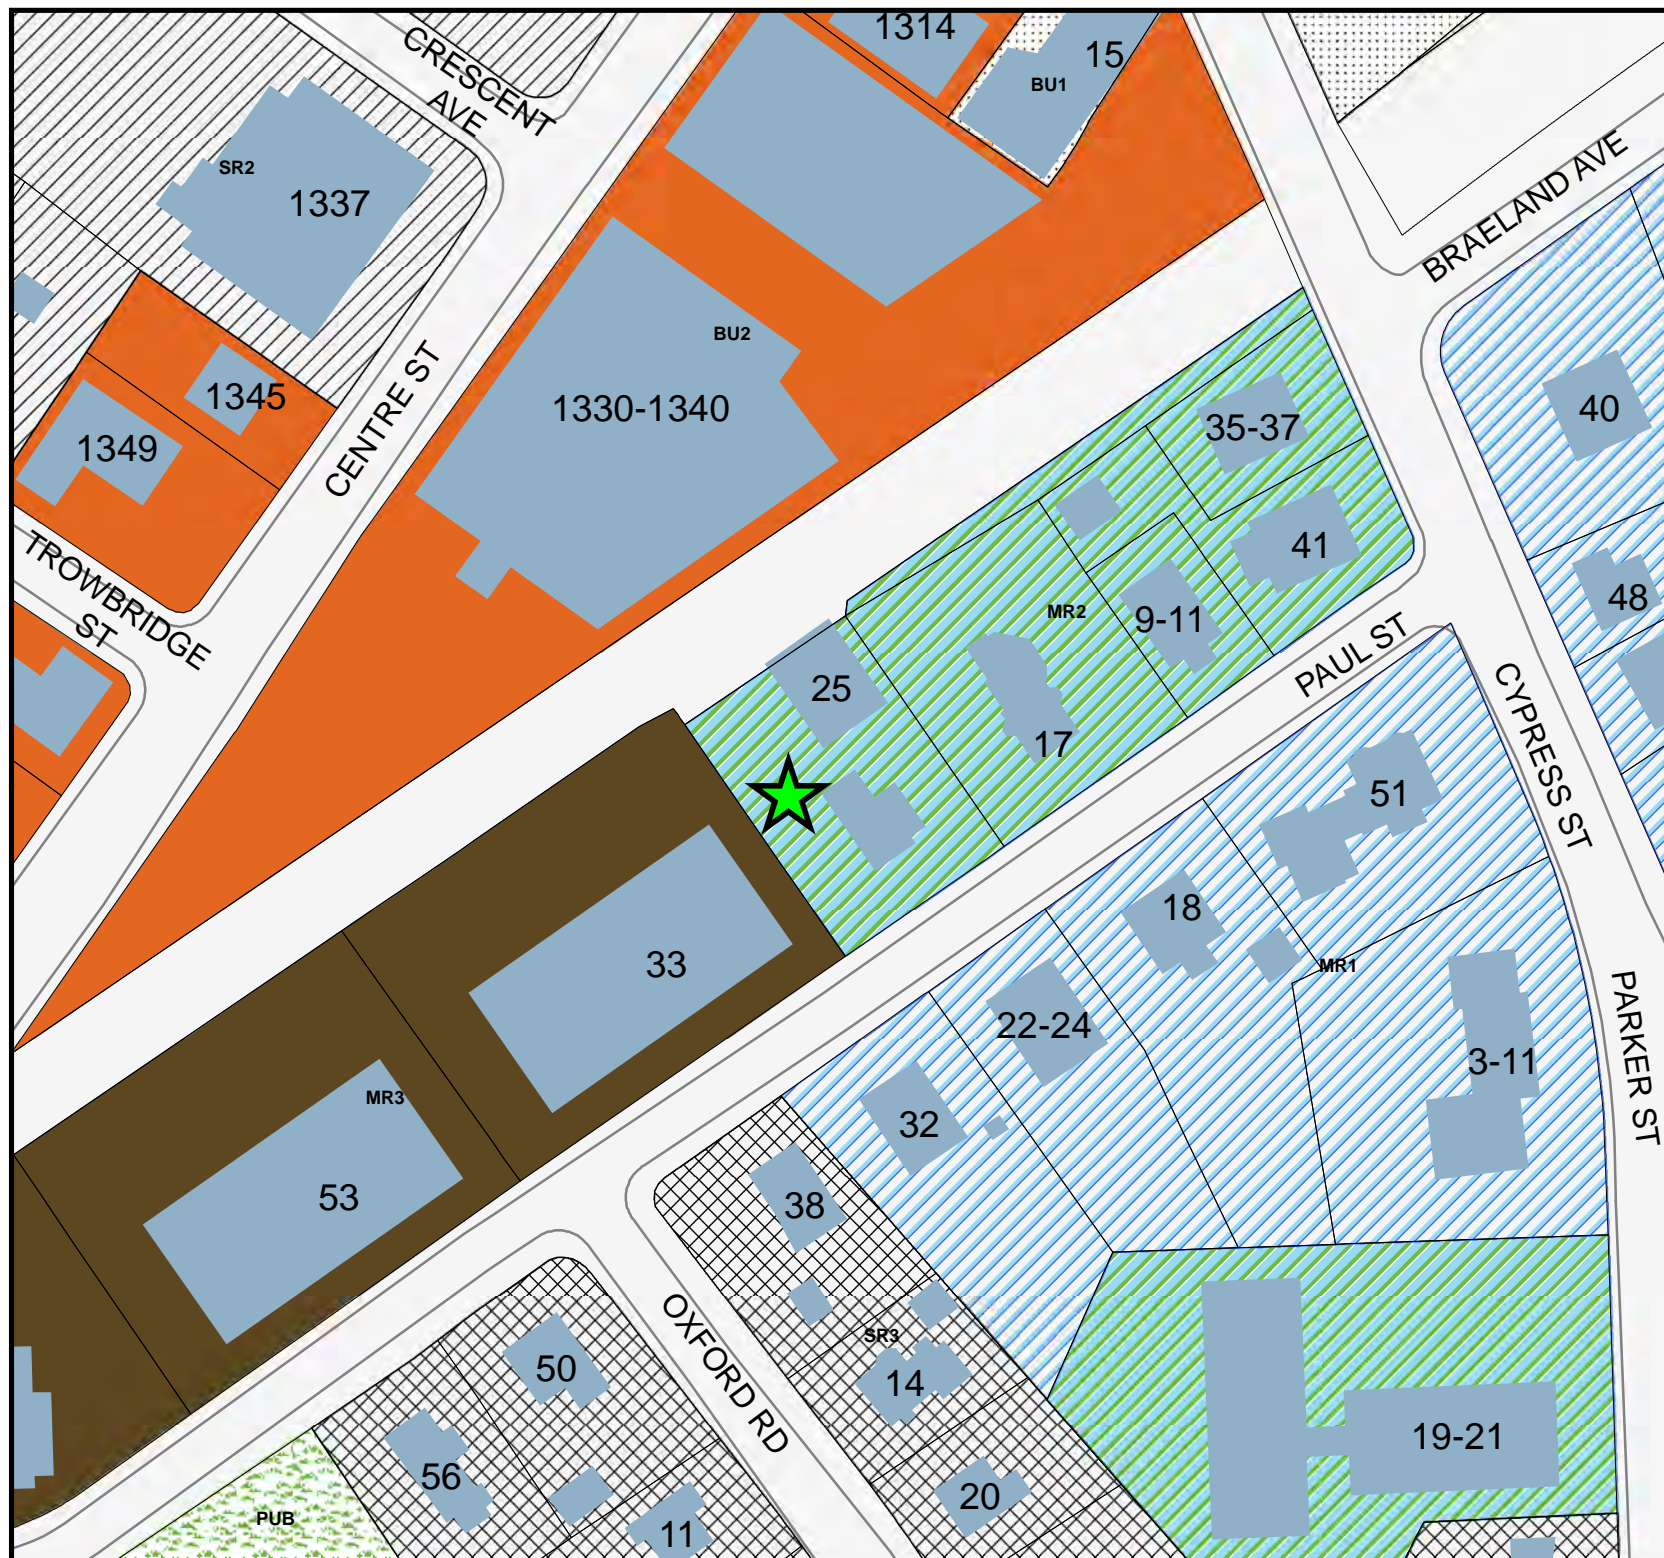 CRESCENT
AVE
1314
15
BU1
SR2
1337
BRAELAND AVE
BU2
1345
1349
CENTRE ST
1330-1340
35-37
40
41
TROWBRIDGE
ST
MR2
9-11
48
PAUL ST
25
17
CYPRESS ST
51
18
33
MR1
22-24
PARKER ST
3-11
MR3
32
53
38
OXFORD RD
SR3
50
14
19-21
56
20
PUB
11